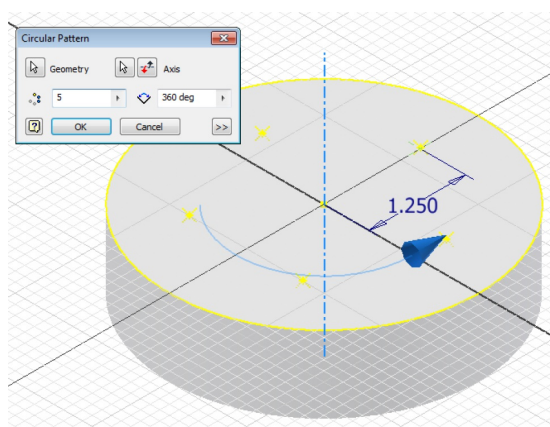 Circular Pattern
Geometry Axis
5 360 deg
OK Cancel >>
1.250